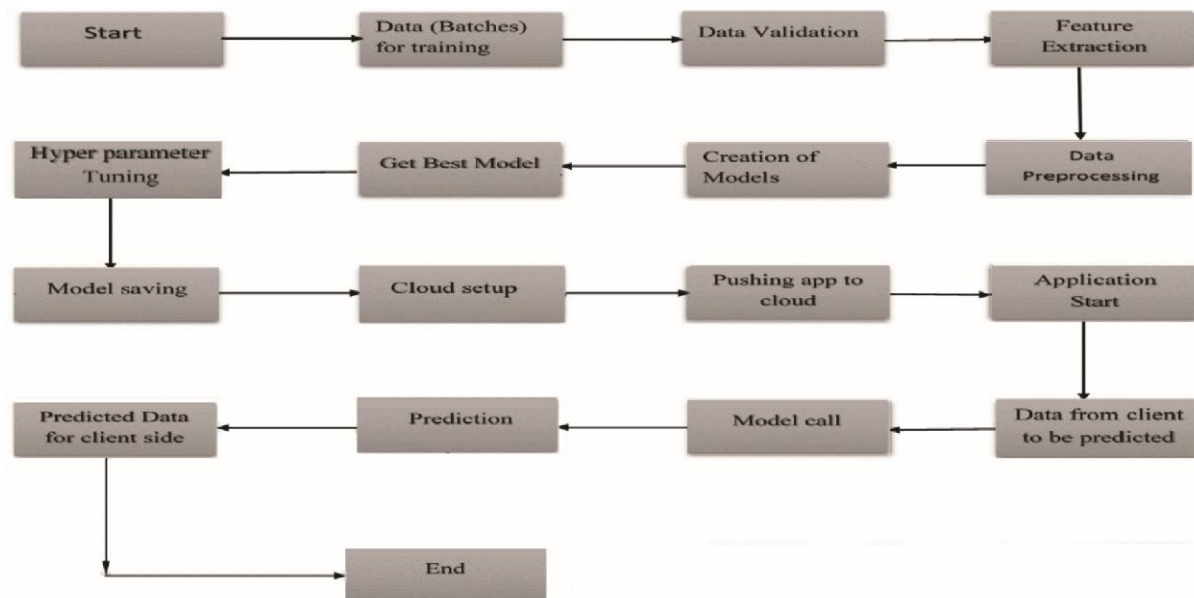 Start
Data (Batches)
for training
Data Validation
Feature
Extraction
Hyper parameter
Tuning
Get Best Model
Creation of
Models
Data
Preprocessing
Model saving
Cloud setup
Pushing app to
cloud
Application
Start
Predicted Data
for client side
Prediction
Model call
Data from client
to be predicted
End